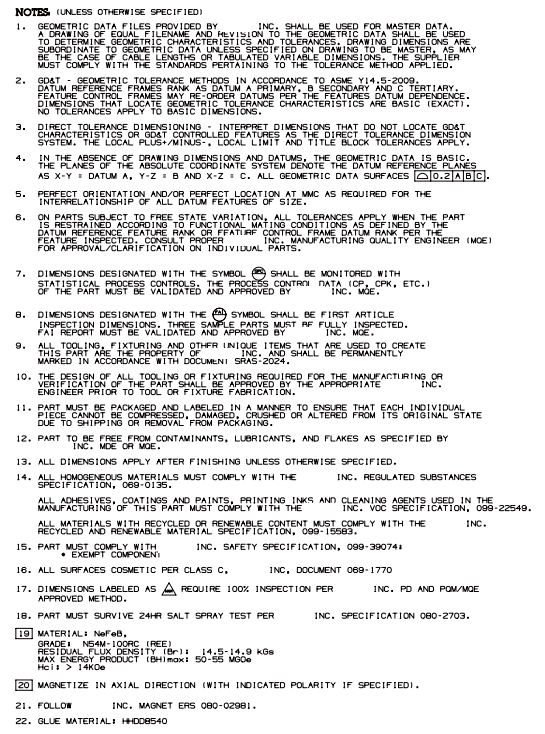 NOTES (UNLESS OTHERWISE SPECIFIED)
1. GEOMETRIC DATA FILES PROVIDED BY INC. SHALL BE USED FOR MASTER DATA.
A DRAWING OF EQUAL FILENAME AND REVISION TO THE GEOMETRIC DATA SHALL BE USED
TO DETERMINE GEOMETRIC DATA TOLERANCES. DRAWING DIMENSIONS ARE
SUBORDINATE TO GEOMETRIC DATA UNLESS SPECIFIED ON DRAWING TO BE MASTER, AS MAY
BE THE CASE OF CABLE LENGTHS OR TABULATED VARIABLE DIMENSIONS. THE SUPPLIER
MUST COMPLY WITH THE STANDARDS PERTAINING TO THE TOLERANCE METHOD APPLIED.
2. GD&T - GEOMETRIC TOLERANCE METHODS IN ACCORDANCE TO ASME Y14.5-2009.
DATUM REFERENCE FRAMES RANK AS DATUM A PRIMARY, B SECONDARY AND C TERTIARY.
FEATURE CONTROL FRAMES MAY RE-ORDER DATUMS PER THE FEATURES DATUM DEPENDENCE.
DIMENSIONS THAT LOCATE GEOMETRIC TOLERANCE CHARACTERISTICS ARE BASIC (EXACT).
NO TOLERANCES APPLY TO BASIC DIMENSIONS.
3. DIRECT TOLERANCE DIMENSIONING - INTERPRET DIMENSIONS THAT DO NOT LOCATE GD&T
CHARACTERISTICS OR GD&T CONTROLLED FEATURES AS THE DIRECT TOLERANCE DIMENSION
SYSTEM. THE LOCAL PLUS+/MINUS-, LOCAL LIMIT AND TITLE BLOCK TOLERANCES APPLY.
4. IN THE ABSENCE OF DRAWING DIMENSIONS AND DATUMS, THE GEOMETRIC DATA IS BASIC.
THE PLANES OF THE ABSOLUTE COORDINATE SYSTEM DENOTE THE DATUM REFERENCE PLANES
AS X-Y = DATUM A, Y-Z = B AND X-Z = C. ALL GEOMETRIC DATA SURFACES ⌓ 0.2 A B C.
5. PERFECT ORIENTATION AND/OR PERFECT LOCATION AT MMC AS REQUIRED FOR THE
INTERRELATIONSHIP OF ALL DATUM FEATURES OF SIZE.
6. ON PARTS SUBJECT TO FREE STATE VARIATION, ALL TOLERANCES APPLY WHEN THE PART
IS RESTRAINED ACCORDING TO FUNCTIONAL MATING CONDITIONS AS DEFINED BY THE
DATUM REFERENCE FEATURE RANK OR FEATURE CONTROL FRAME DATUM RANK PER THE
FEATURE INSPECTED. CONSULT PROPER INC. MANUFACTURING QUALITY ENGINEER (MQE)
FOR APPROVAL/CLARIFICATION ON INDIVIDUAL PARTS.
7. DIMENSIONS DESIGNATED WITH THE SYMBOL SHALL BE MONITORED WITH
STATISTICAL PROCESS CONTROLS. THE PROCESS CONTROL DATA (CP, CPK, ETC.)
OF THE PART MUST BE VALIDATED AND APPROVED BY INC. MQE.
8. DIMENSIONS DESIGNATED WITH THE FAI SYMBOL SHALL BE FIRST ARTICLE
INSPECTION DIMENSIONS. THREE SAMPLE PARTS MUST BE FULLY INSPECTED.
FAI REPORT MUST BE VALIDATED AND APPROVED BY INC. MQE.
9. ALL TOOLING, FIXTURING AND OTHER UNIQUE ITEMS THAT ARE USED TO CREATE
THIS PART ARE THE PROPERTY OF INC. AND SHALL BE PERMANENTLY
MARKED IN ACCORDANCE WITH DOCUMENT SRAS-2024.
10. THE DESIGN OF ALL TOOLING OR FIXTURING REQUIRED FOR THE MANUFACTURING OR
VERIFICATION OF THE PART SHALL BE APPROVED BY THE APPROPRIATE INC.
ENGINEER PRIOR TO TOOL OR FIXTURE FABRICATION.
11. PART MUST BE PACKAGED AND LABELED IN A MANNER TO ENSURE THAT EACH INDIVIDUAL
PIECE CANNOT BE COMPRESSED, DAMAGED, CRUSHED OR ALTERED FROM ITS ORIGINAL STATE
DUE TO SHIPPING OR REMOVAL FROM PACKAGING.
12. PART TO BE FREE FROM CONTAMINANTS, LUBRICANTS, AND FLAKES AS SPECIFIED BY
INC. MDE OR MQE.
13. ALL DIMENSIONS APPLY AFTER FINISHING UNLESS OTHERWISE SPECIFIED.
14. ALL HOMOGENEOUS MATERIALS MUST COMPLY WITH THE INC. REGULATED SUBSTANCES
SPECIFICATION, 069-0135.
ALL ADHESIVES, COATINGS AND PAINTS, PRINTING INKS AND CLEANING AGENTS USED IN THE
MANUFACTURING OF THIS PART MUST COMPLY WITH THE INC. VOC SPECIFICATION, 099-22549.
ALL MATERIALS WITH RECYCLED OR RENEWABLE CONTENT MUST COMPLY WITH THE INC.
RECYCLED AND RENEWABLE MATERIAL SPECIFICATION, 099-15583.
15. PART MUST COMPLY WITH INC. SAFETY SPECIFICATION, 099-39074:
• EXEMPT COMPONENT
16. ALL SURFACES COSMETIC PER CLASS C, INC, DOCUMENT 069-1770
17. DIMENSIONS LABELED AS REQUIRE 100% INSPECTION PER INC. PD AND PQM/MQE
APPROVED METHOD.
18. PART MUST SURVIVE 24HR SALT SPRAY TEST PER INC. SPECIFICATION 080-2703.
19 MATERIAL: NeFeB,
GRADE: N54M-100RC (REE)
RESIDUAL FLUX DENSITY (Br): 14.5-14.9 kGs
MAX ENERGY PRODUCT (BH)max: 50-55 MGOe
Hci: > 14KOe
20 MAGNETIZE IN AXIAL DIRECTION (WITH INDICATED POLARITY IF SPECIFIED).
21. FOLLOW INC. MAGNET ERS 080-02981.
22. GLUE MATERIAL: HHDD8540